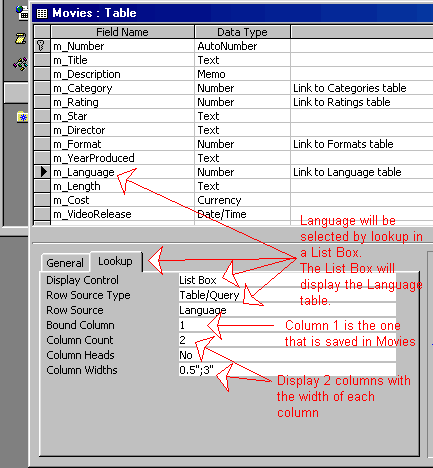 Movies : Table
Field Name Data Type
m_Number AutoNumber
m_Title Text
m_Description Memo
m_Category Number Link to Categories table
m_Rating Number Link to Ratings table
m_Star Text
m_Director Text
m_Format Number Link to Formats table
m_YearProduced Text
m_Language Number Link to Language table
m_Length Text
m_Cost Currency
m_VideoRelease Date/Time
Language will be
selected by lookup in
a List Box.
The List Box will
display the Language
table.
General Lookup
Display Control List Box
Row Source Type Table/Query
Row Source Language
Bound Column 1
Column Count 2
Column Heads No
Column Widths 0.5";3"
Column 1 is the one
that is saved in Movies
Display 2 columns with
the width of each
column